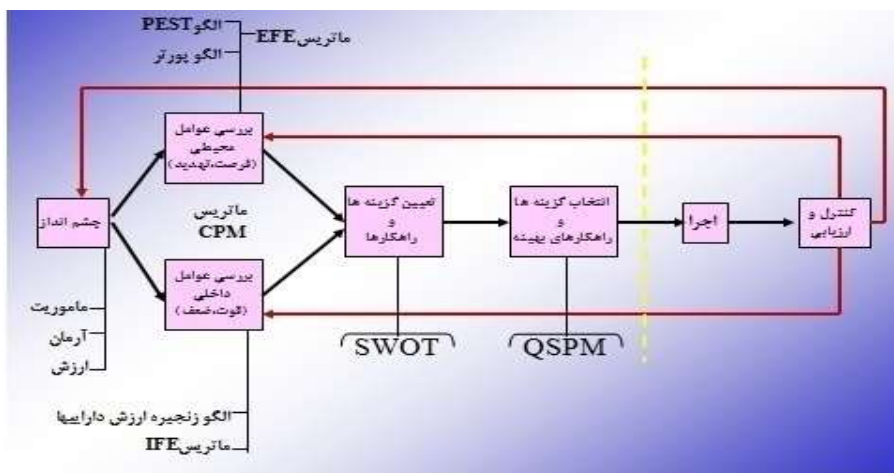 الگوPEST
ماتریسEFE
الگو پورتر
بررسی عوامل
محیطی
(فرصت،تهدید)
چشم انداز
ماتریس
CPM
تعیین گزینه ها
و
راهکارها
انتخاب گزینه ها
و
راهکارهای بهینه
اجرا
کنترل و
ارزیابی
بررسی عوامل
داخلی
(قوت،ضعف)
ماموریت
آرمان
ارزش
SWOT
QSPM
الگو زنجیره ارزش داراییها
ماتریسIFE